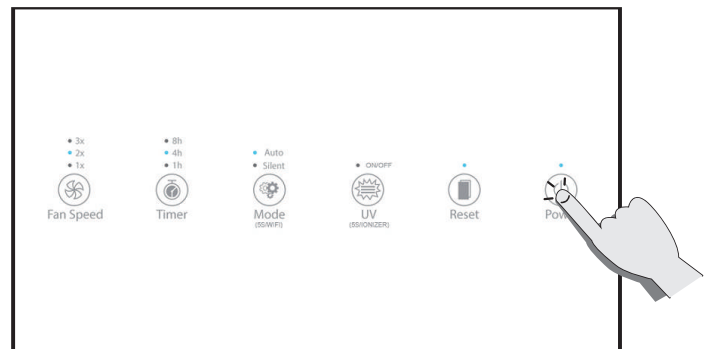 3x
2x
1x
Fan Speed
8h
4h
1h
Timer
Auto
Silent
Mode
(5S/WIFI)
ON/OFF
UV
(5S/IONIZER)
Reset